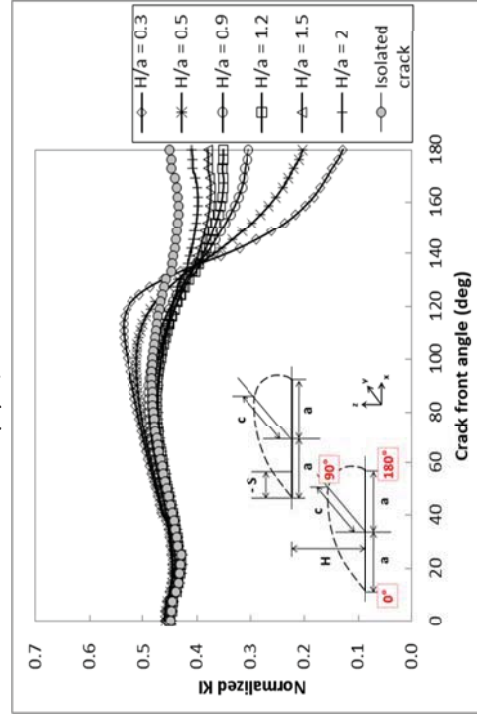 0.7
0.6
0.5
0.4
0.3
0.2
0.1
0.0
Normalized KI
0
20
40
60
80
100
120
140
160
180
Crack front angle (deg)
H/a = 0.3
H/a = 0.5
H/a = 0.9
H/a = 1.2
H/a = 1.5
H/a = 2
Isolated
crack
- S
c
a
a
H
90°
c
0°
180°
a
a
z
y
x